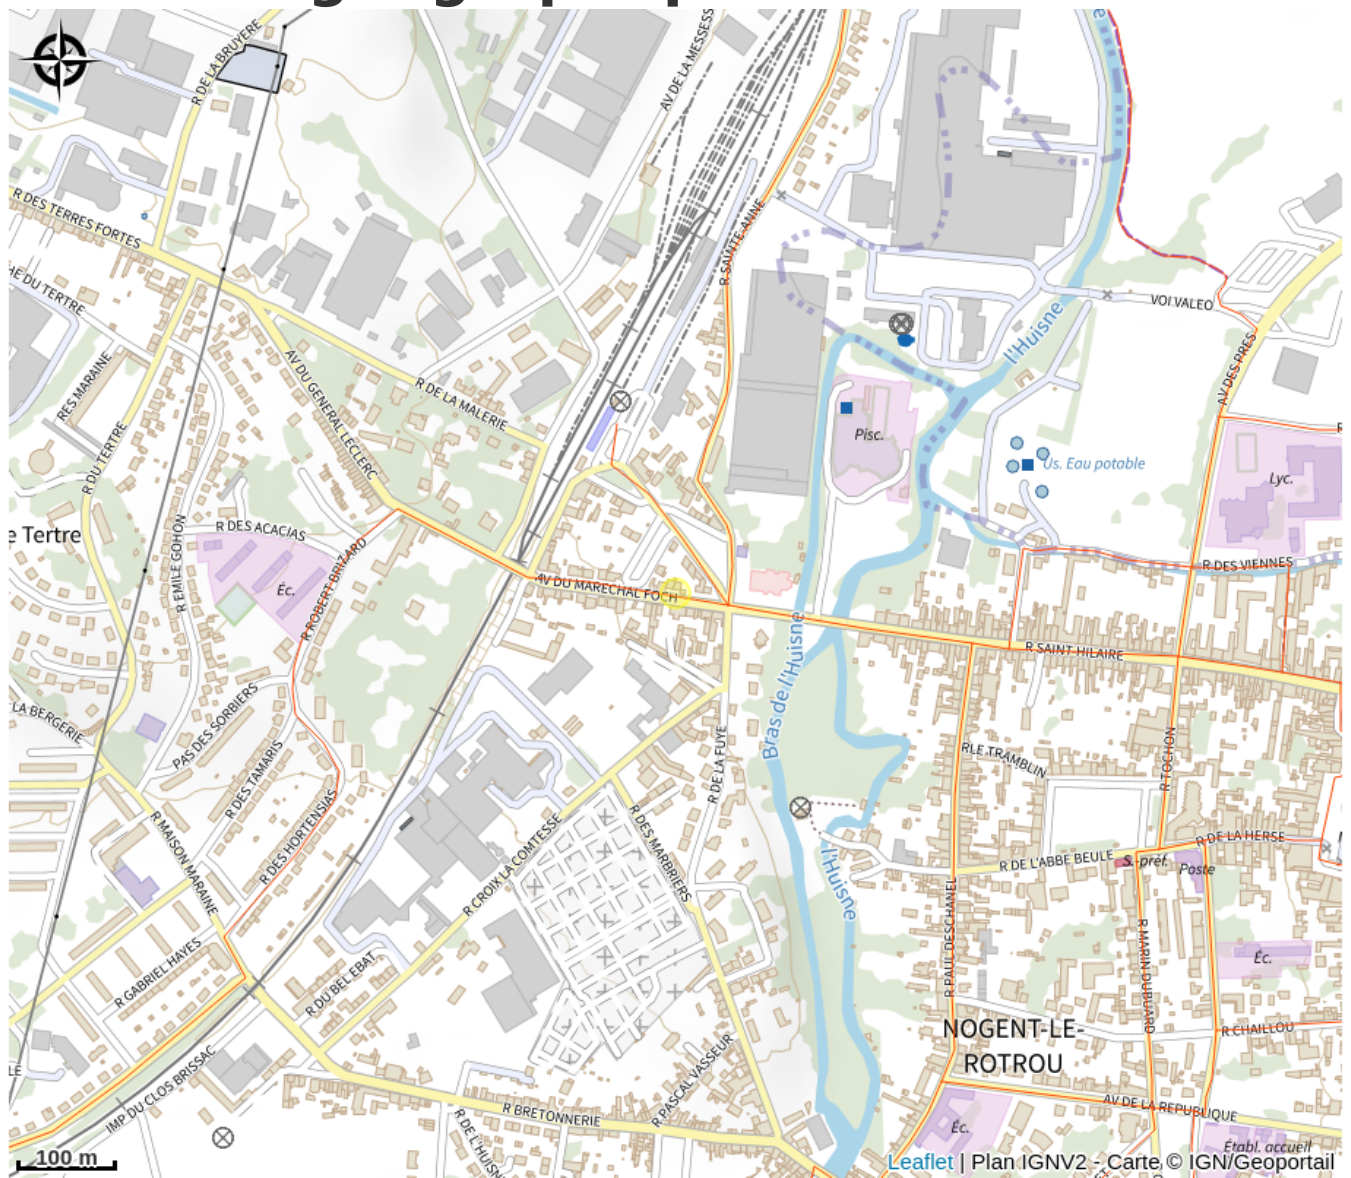 R DE LA BRUYERE
AV DE LA MESSES
R DES TERRES FORTES
HE DU TERTRE
R SAINTE-ANNE
VOI VALEO
l'Huisne
RES MARAINE
AV DU GENERAL LECLERC
R DE LA MALERIE
AV DES PRES
R DU TERTRE
Pisc.
Us. Eau potable
Lyc.
e Tertre
R EMILE GOHON
R DES ACACIAS
R ROBERT BRIZARD
Éc.
AV DU MARECHAL FOCH
R DES VIENNES
Bras de l'Huisne
R SAINT-HILAIRE
LA BERGERIE
PAS DES SORBIERS
R DES TAMARIS
R DES HORTENSIAS
R DE LA FUYE
RLE TRAMBLIN
R TOCHON
R MAISON MARAINE
R CROIX LA COMTESSE
R DES MARBRIERS
R DE L'ABBE BEULE
R DE LA HERSE
S.-préf.
Poste
l'Huisne
R PAUL DESCHANEL
R MARIN DUBUARD
R GABRIEL HAYES
R DU BEL EBAT
Éc.
NOGENT-LE-
ROTROU
R CHAILLOU
IMP DU CLOS BRISSAC
R PASCAL VASSEUR
R BRETONNERIE
R DE L'HUISN
AV DE LA REPUBLIQUE
Éc.
Établ. accueil
100 m
Leaflet | Plan IGNV2 - Carte © IGN/Geoportail